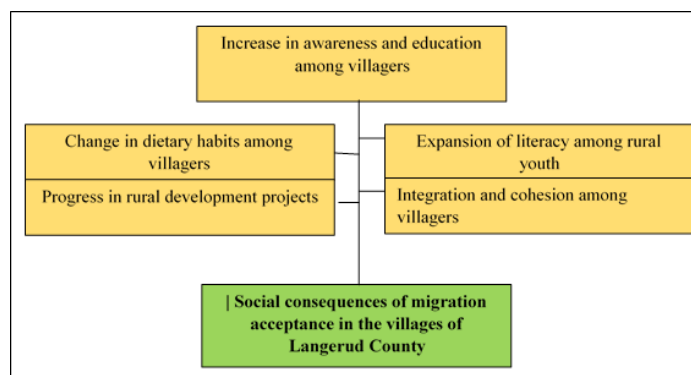 Increase in awareness and education
among villagers
Change in dietary habits among
villagers
Progress in rural development projects
Expansion of literacy among rural
youth
Integration and cohesion among
villagers
| Social consequences of migration
acceptance in the villages of
Langerud County